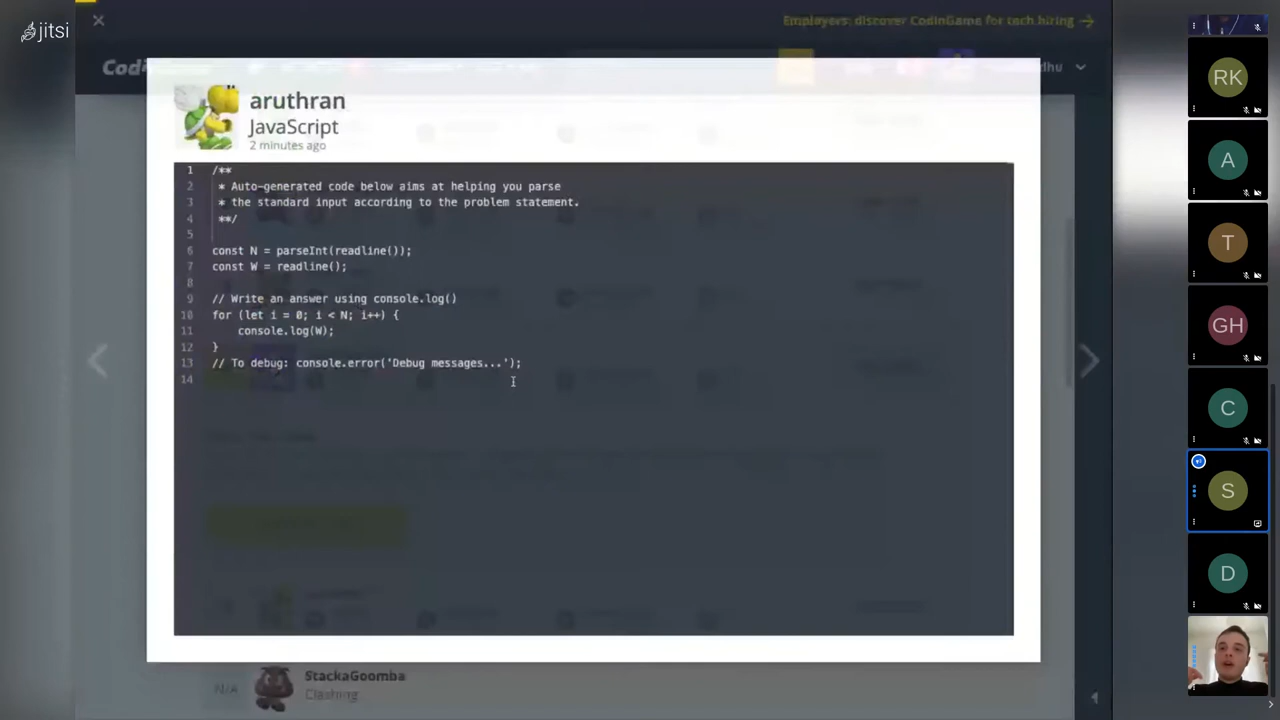 jitsi
Employers: discover CodinGame for tech hiring
aruthran
JavaScript
2 minutes ago
1 /**
2 * Auto-generated code below aims at helping you parse
3 * the standard input according to the problem statement.
4 **/
5
6 const N = parseInt(readline());
7 const W = readline();
8
9 // Write an answer using console.log()
10 for (let i = 0; i < N; i++) {
11 console.log(W);
12 }
13 // To debug: console.error('Debug messages...');
14
N/A
StackaGoomba
Clashing
RK
A
T
GH
C
S
D